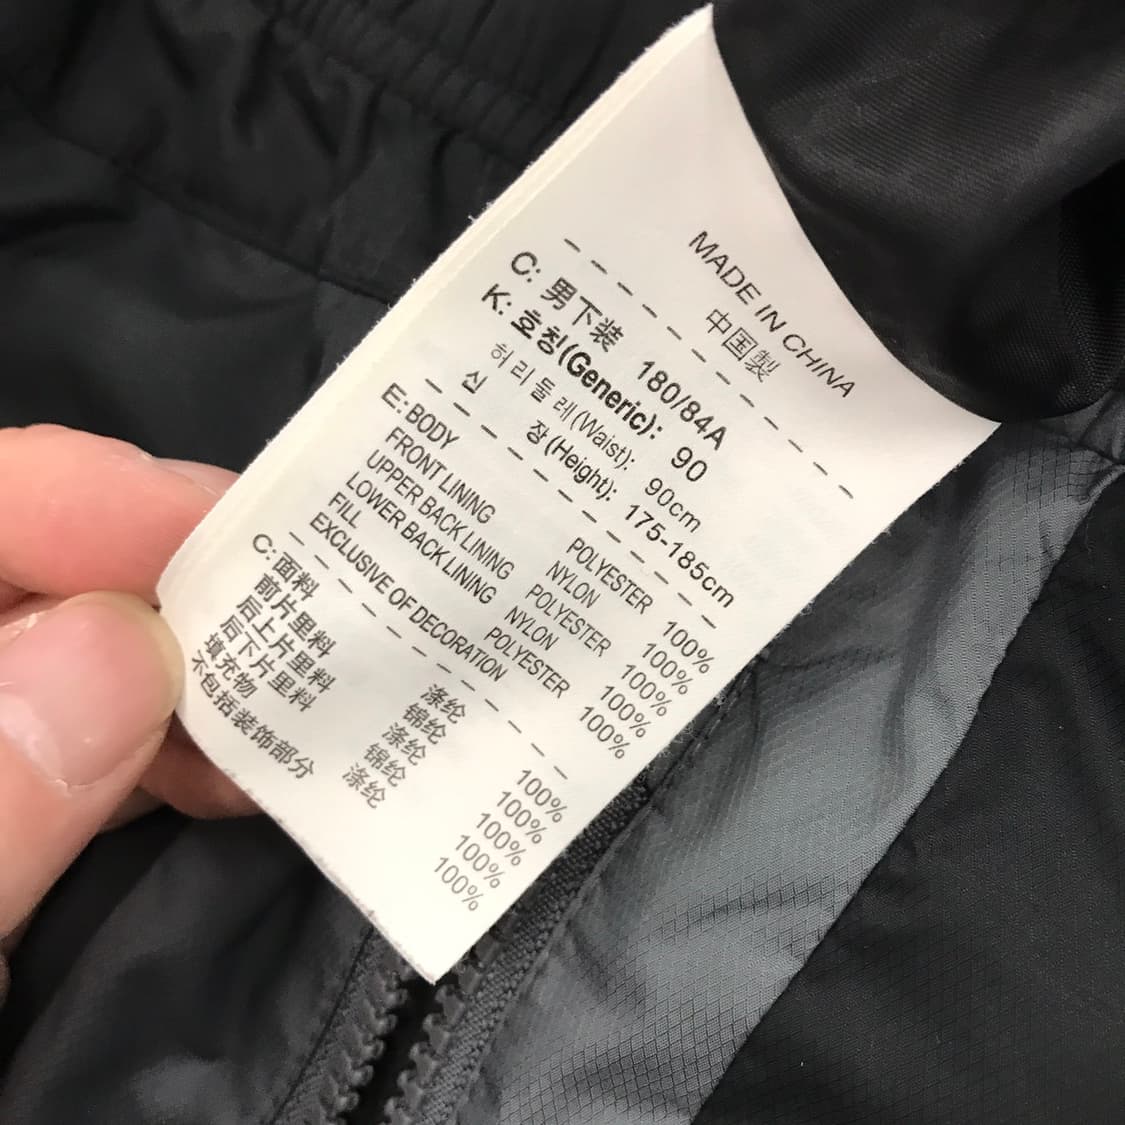 MADE IN CHINA
中国製
C: 男下装 180/84A
K: 호칭(Generic): 90
허리둘레(Waist): 90cm
신 장(Height): 175-185cm
E: BODY POLYESTER 100%
FRONT LINING NYLON 100%
UPPER BACK LINING POLYESTER 100%
LOWER BACK LINING NYLON 100%
FILL POLYESTER 100%
EXCLUSIVE OF DECORATION
C: 面料 涤纶 100%
前片里料 锦纶 100%
后上片里料 涤纶 100%
后下片里料 锦纶 100%
填充物 涤纶 100%
不包括装饰部分